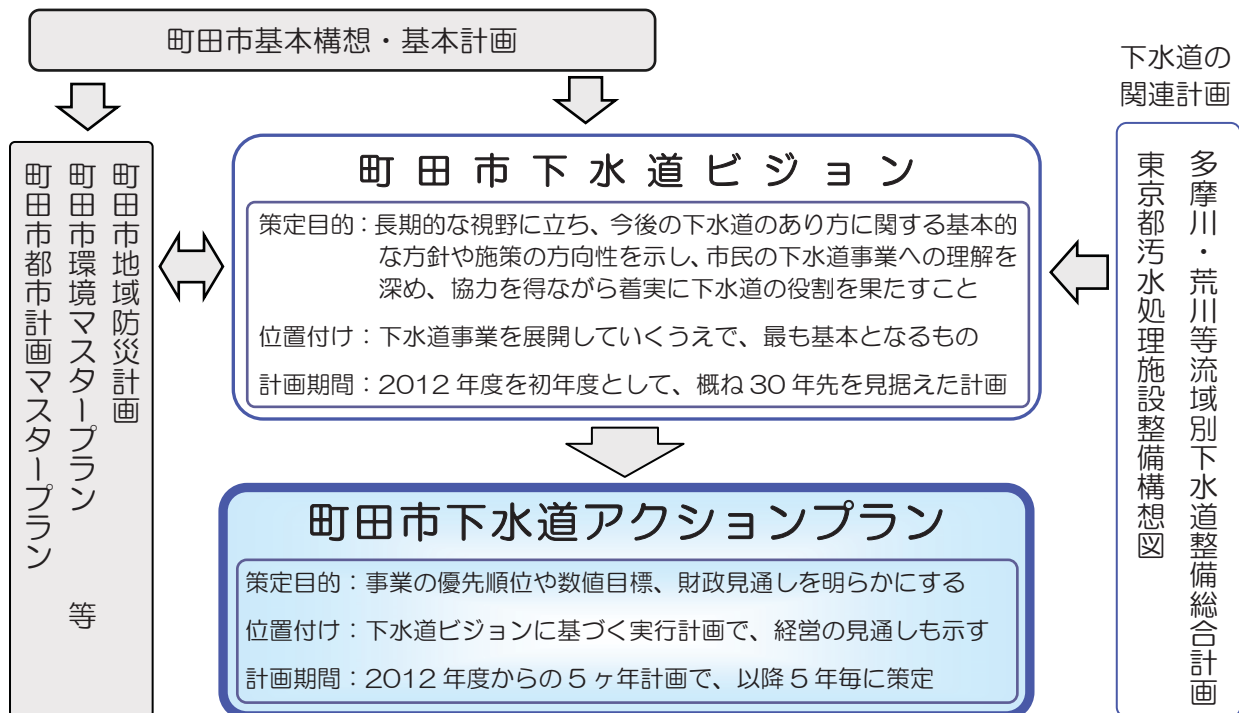 町田市基本構想・基本計画
下水道の
関連計画
町田市地域防災計画
町田市環境マスタープラン 等
町田市都市計画マスタープラン
町田市下水道ビジョン
策定目的:長期的な視野に立ち、今後の下水道のあり方に関する基本的
な方針や施策の方向性を示し、市民の下水道事業への理解を
深め、協力を得ながら着実に下水道の役割を果たすこと
位置付け:下水道事業を展開していくうえで、最も基本となるもの
計画期間:2012年度を初年度として、概ね30年先を見据えた計画
多摩川・荒川等流域別下水道整備総合計画
東京都汚水処理施設整備構想図
町田市下水道アクションプラン
策定目的:事業の優先順位や数値目標、財政見通しを明らかにする
位置付け:下水道ビジョンに基づく実行計画で、経営の見通しも示す
計画期間:2012年度からの5ヶ年計画で、以降5年毎に策定